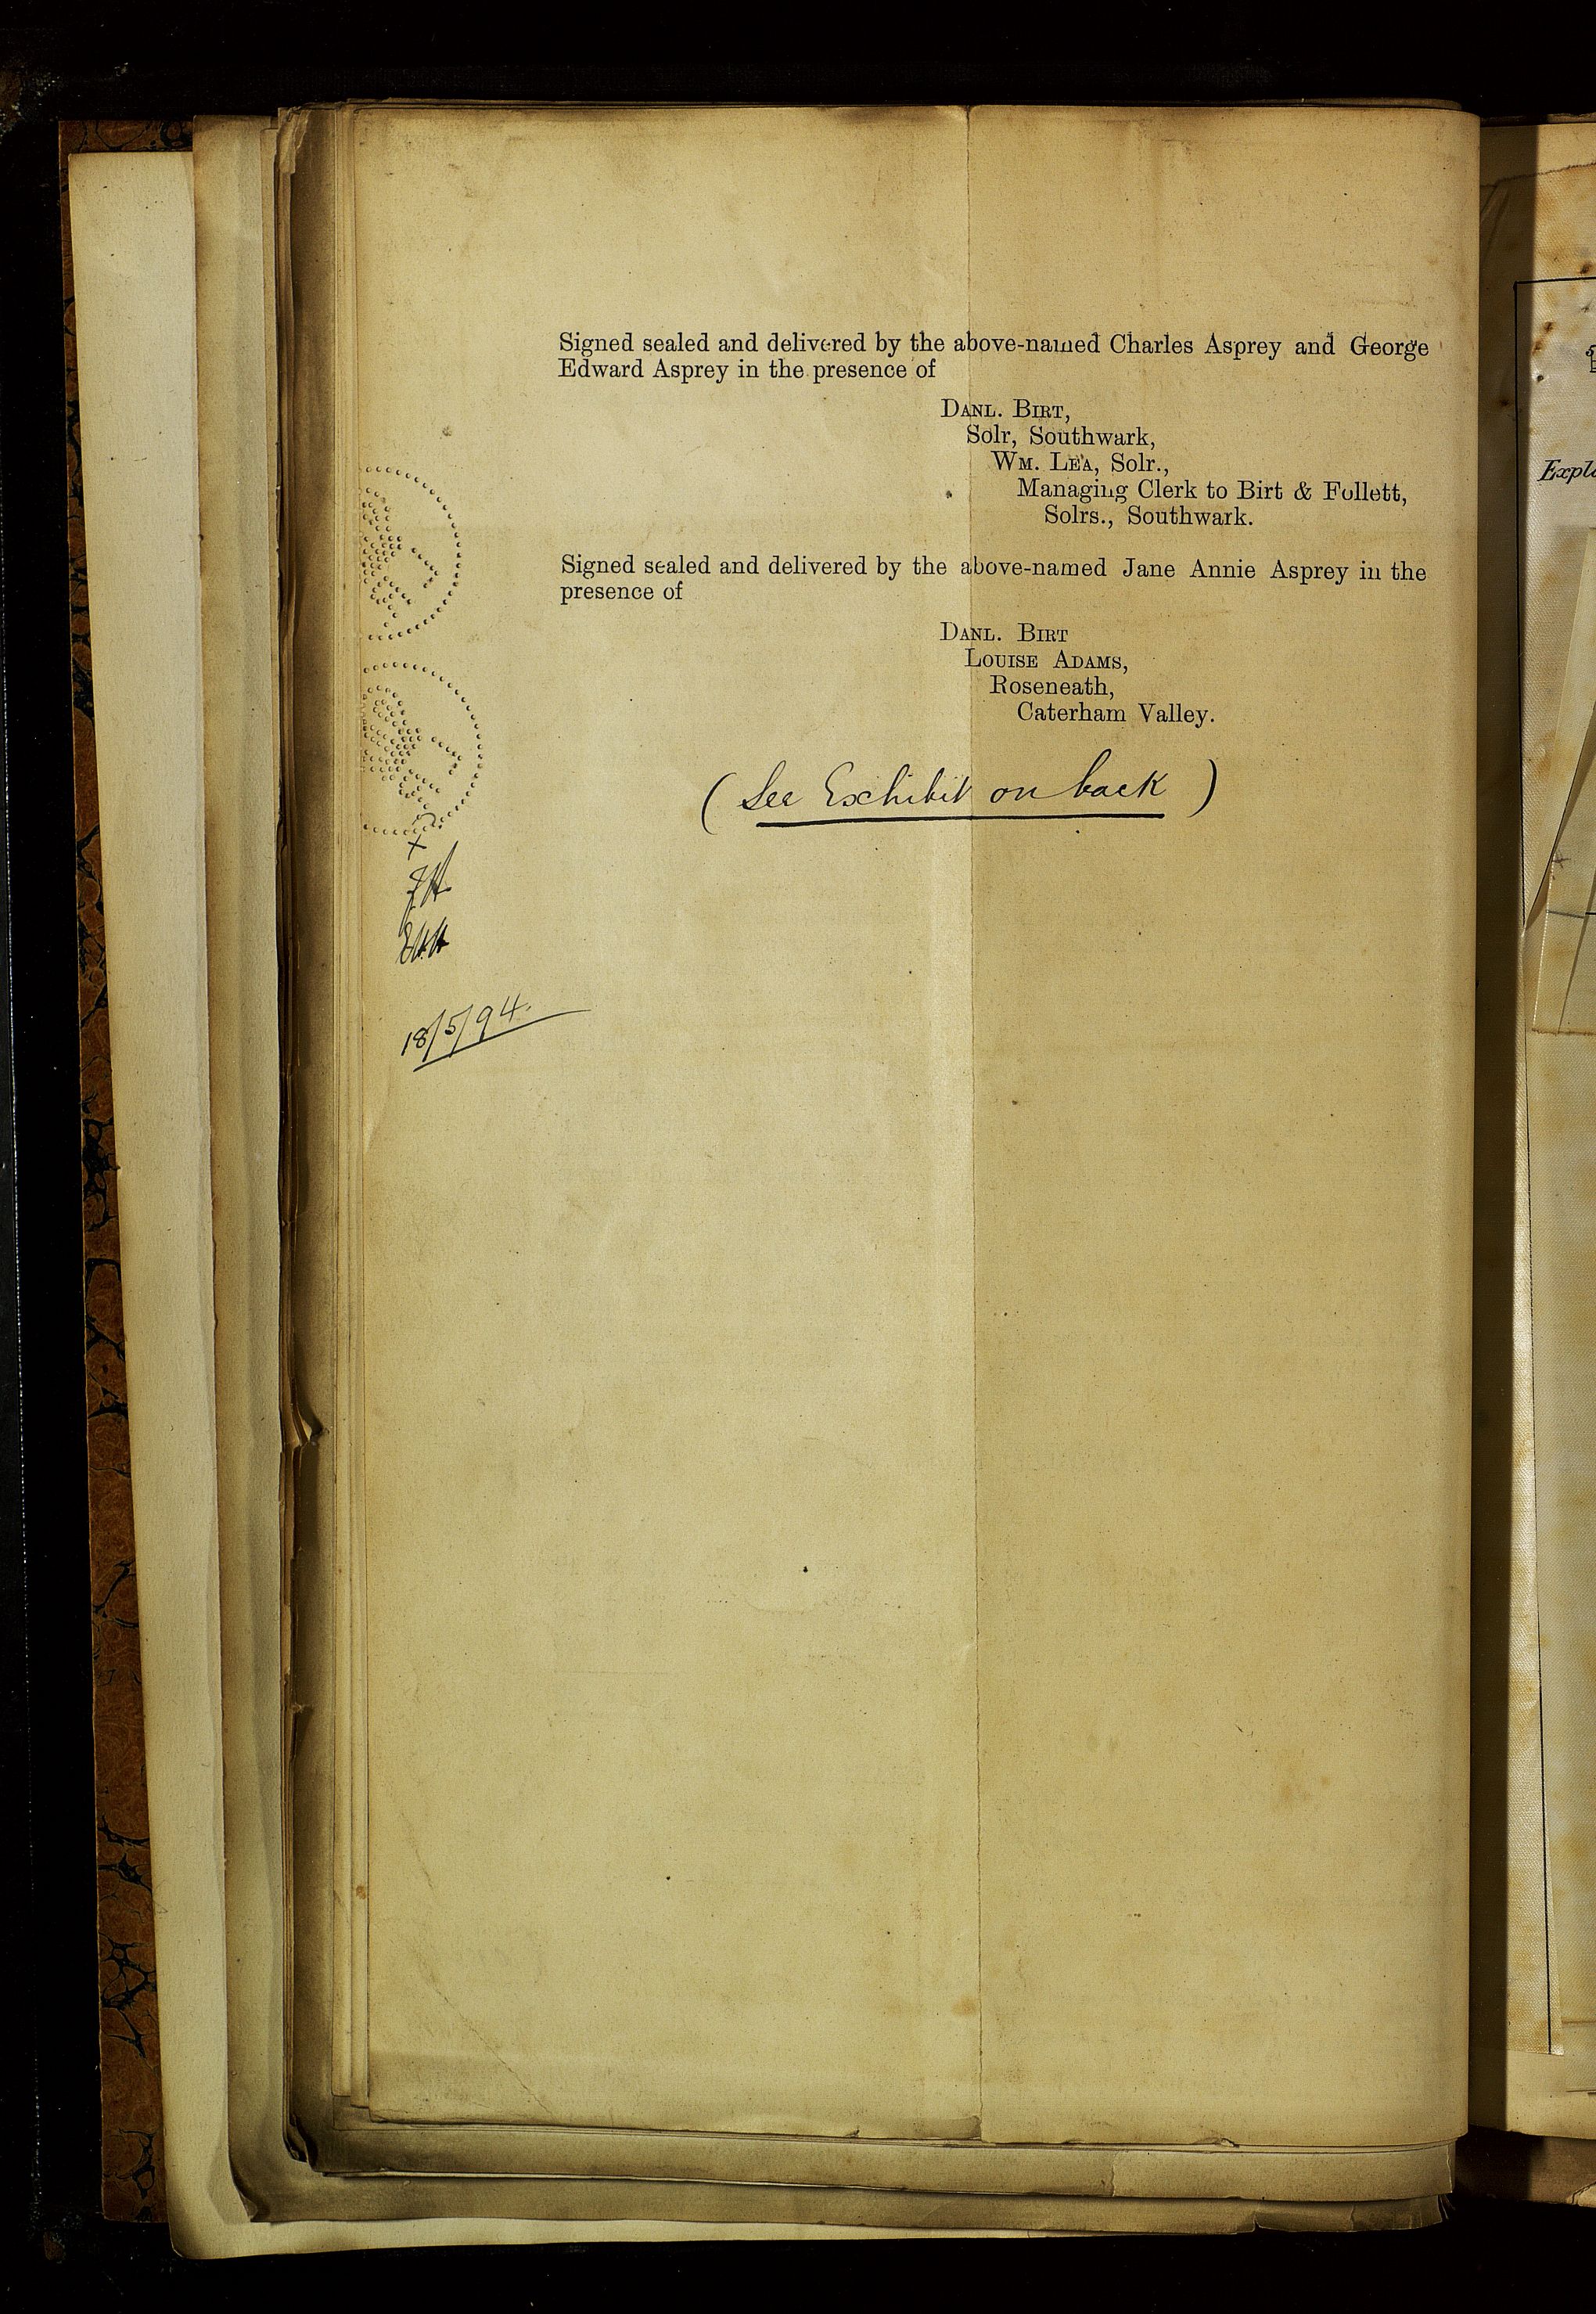 Signed sealed and delivered by the above-named Charles Asprey and George
Edward Asprey in the presence of
DANL. BIRT,
Solr, Southwark,
WM. LEA, Solr.,
Managing Clerk to Birt & Follett,
Solrs., Southwark.
Signed sealed and delivered by the above-named Jane Annie Asprey in the
presence of
DANL. BIRT
LOUISE ADAMS,
Roseneath,
Caterham Valley.
(See Exhibit on back)
18/5/94.
Expl